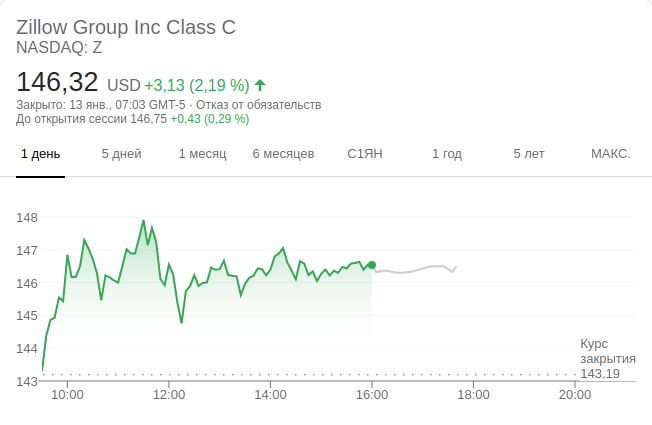 Zillow Group Inc Class C
NASDAQ: Z
146,32 USD +3,13 (2,19 %)
Закрыто: 13 янв., 07:03 GMT-5 · Отказ от обязательств
До открытия сессии 146,75 +0,43 (0,29 %)
1 день 5 дней 1 месяц 6 месяцев С1ЯН 1 год 5 лет МАКС.
148
147
146
145
144
143
Курс
закрытия
143,19
10:00 12:00 14:00 16:00 18:00 20:00